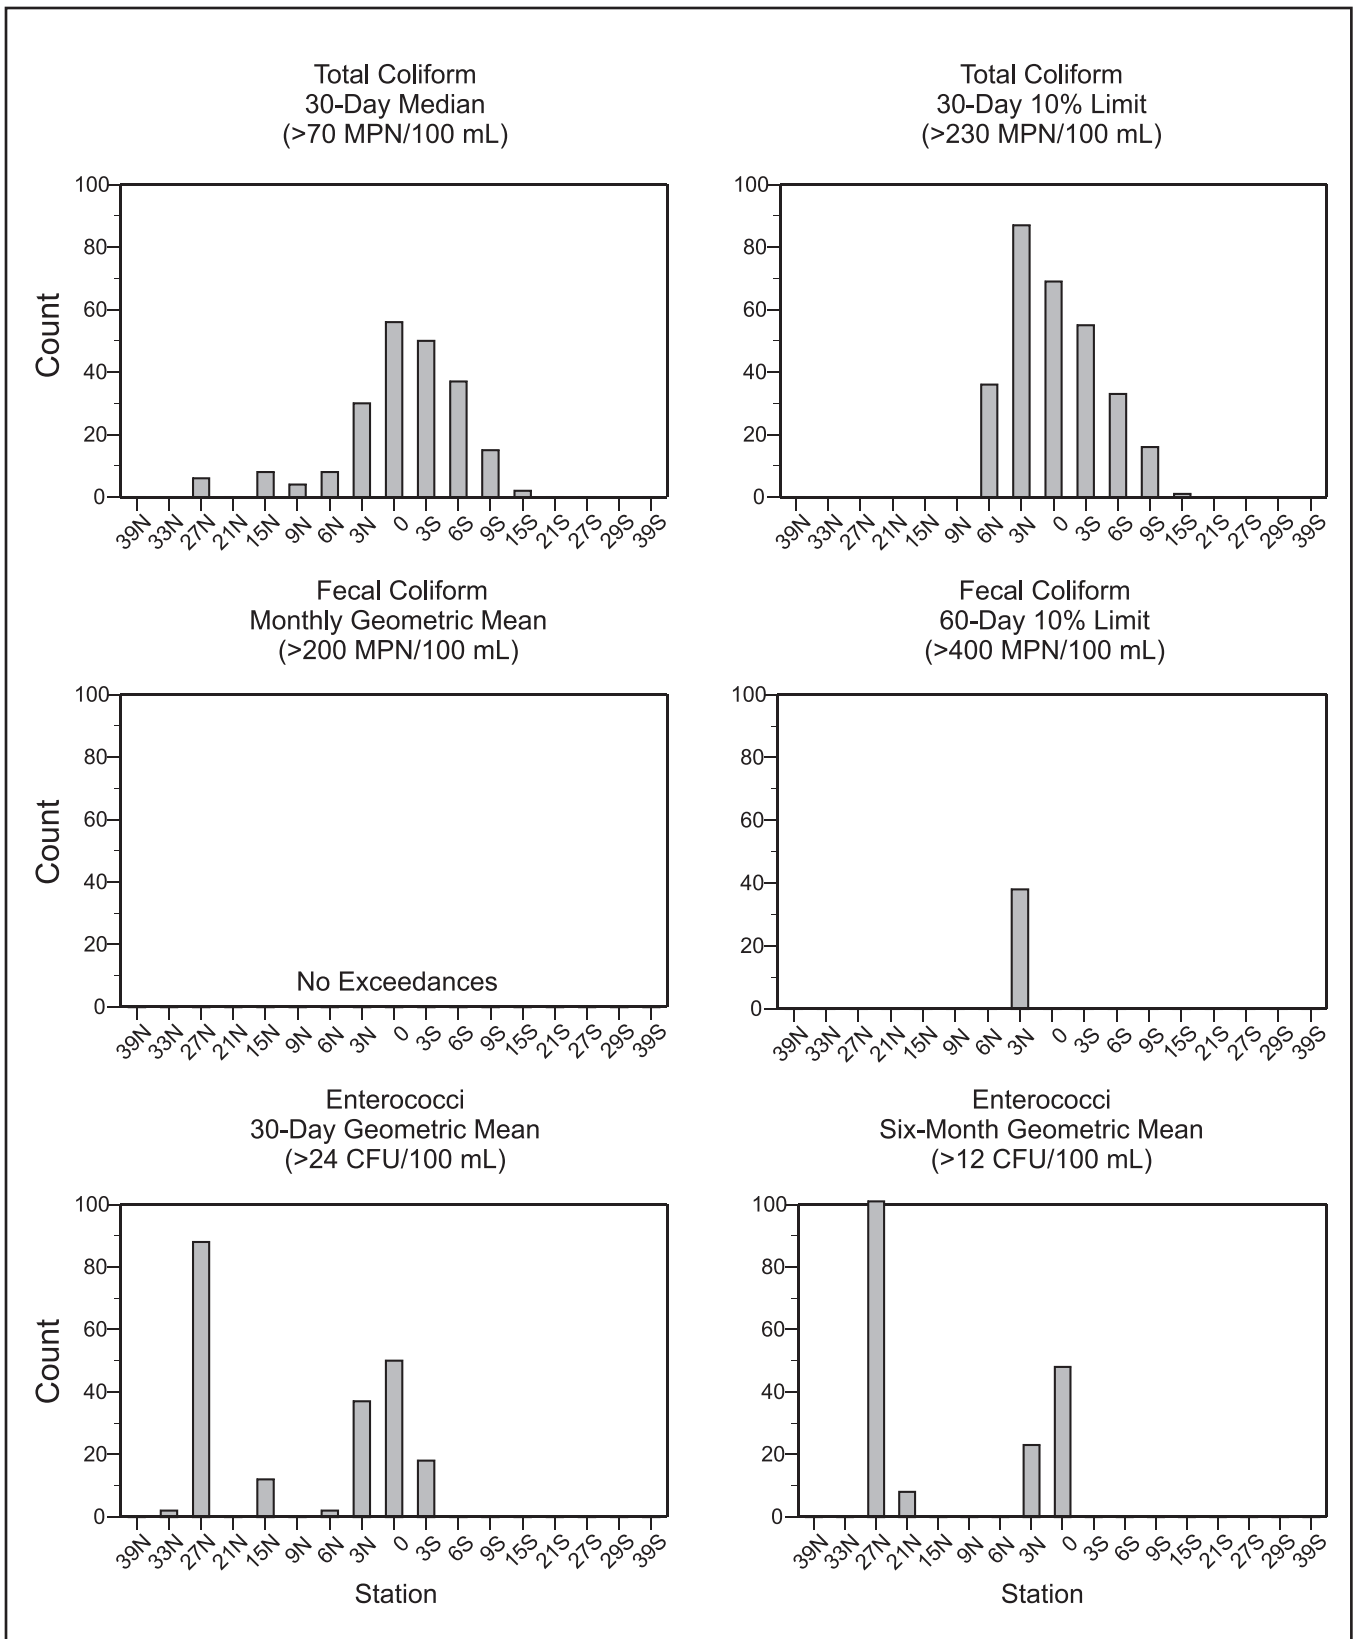 Total Coliform
30-Day Median
(>70 MPN/100 mL)
Count
100
80
60
40
20
0
39N 33N 27N 21N 15N 9N 6N 3N 0 3S 6S 9S 15S 21S 27S 29S 39S
Total Coliform
30-Day 10% Limit
(>230 MPN/100 mL)
100
80
60
40
20
0
39N 33N 27N 21N 15N 9N 6N 3N 0 3S 6S 9S 15S 21S 27S 29S 39S
Fecal Coliform
Monthly Geometric Mean
(>200 MPN/100 mL)
Count
100
80
60
40
20
0
No Exceedances
39N 33N 27N 21N 15N 9N 6N 3N 0 3S 6S 9S 15S 21S 27S 29S 39S
Fecal Coliform
60-Day 10% Limit
(>400 MPN/100 mL)
100
80
60
40
20
0
39N 33N 27N 21N 15N 9N 6N 3N 0 3S 6S 9S 15S 21S 27S 29S 39S
Enterococci
30-Day Geometric Mean
(>24 CFU/100 mL)
Count
100
80
60
40
20
0
39N 33N 27N 21N 15N 9N 6N 3N 0 3S 6S 9S 15S 21S 27S 29S 39S
Station
Enterococci
Six-Month Geometric Mean
(>12 CFU/100 mL)
100
80
60
40
20
0
39N 33N 27N 21N 15N 9N 6N 3N 0 3S 6S 9S 15S 21S 27S 29S 39S
Station